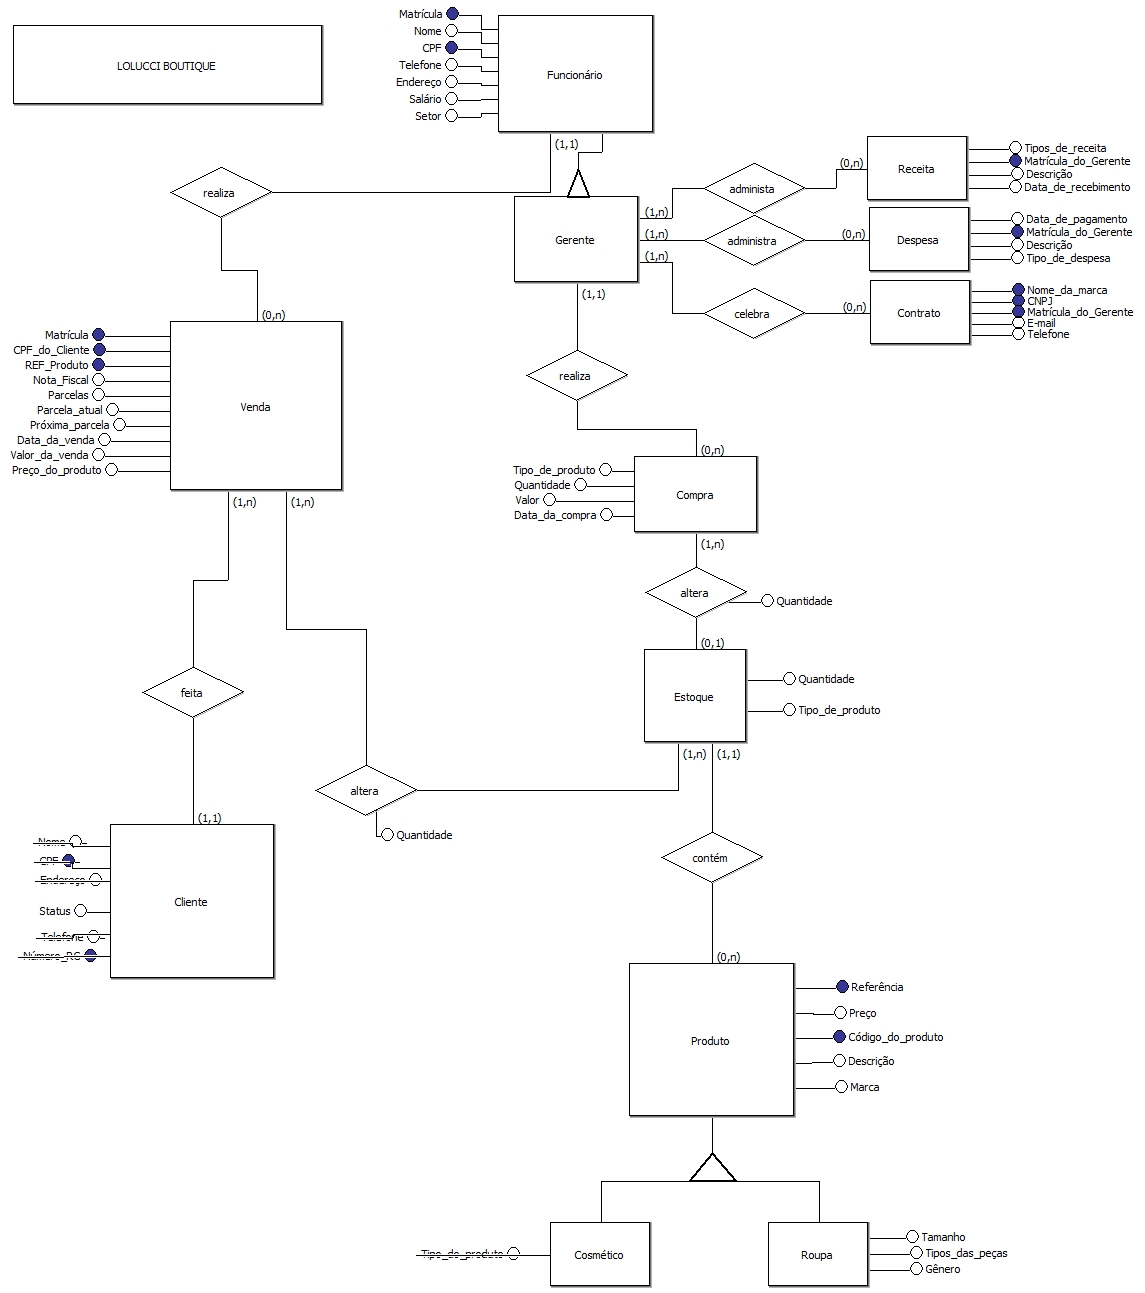 LOLUCCI BOUTIQUE
Matrícula
Nome
CPF
Telefone
Endereço
Salário
Setor
Funcionário
(1,1)
realiza
Gerente
(1,n)
(1,n)
(1,n)
(1,1)
administa
(0,n)
Receita
Tipos_de_receita
Matrícula_do_Gerente
Descrição
Data_de_recebimento
administra
(0,n)
Despesa
Data_de_pagamento
Matrícula_do_Gerente
Descrição
Tipo_de_despesa
celebra
(0,n)
Contrato
Nome_da_marca
CNPJ
Matrícula_do_Gerente
E-mail
Telefone
(0,n)
Matrícula
CPF_do_Cliente
REF_Produto
Nota_Fiscal
Parcelas
Parcela_atual
Próxima_parcela
Data_da_venda
Valor_da_venda
Preço_do_produto
Venda
(1,n)
(1,n)
realiza
(0,n)
Tipo_de_produto
Quantidade
Valor
Data_da_compra
Compra
(1,n)
altera
Quantidade
(0,1)
Estoque
Quantidade
Tipo_de_produto
(1,n)
(1,1)
feita
altera
Quantidade
(1,1)
Nome
CPF
Endereço
Status
Telefone
Número_RG
Cliente
contém
(0,n)
Produto
Referência
Preço
Código_do_produto
Descrição
Marca
Tipo_do_produto
Cosmético
Roupa
Tamanho
Tipos_das_peças
Gênero